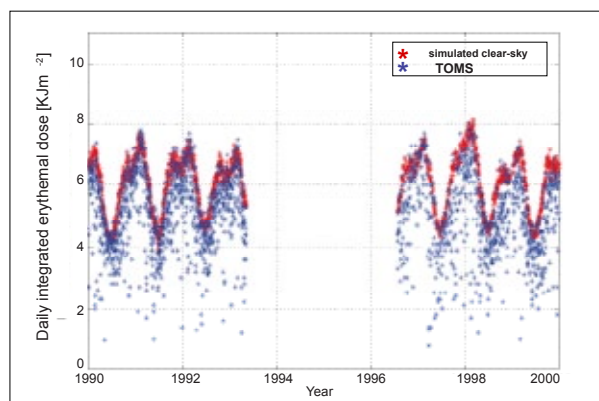 simulated clear-sky
TOMS
Daily integrated erythemal dose [KJm -2]
10
8
6
4
2
0
1990 1992 1994 1996 1998 2000
Year